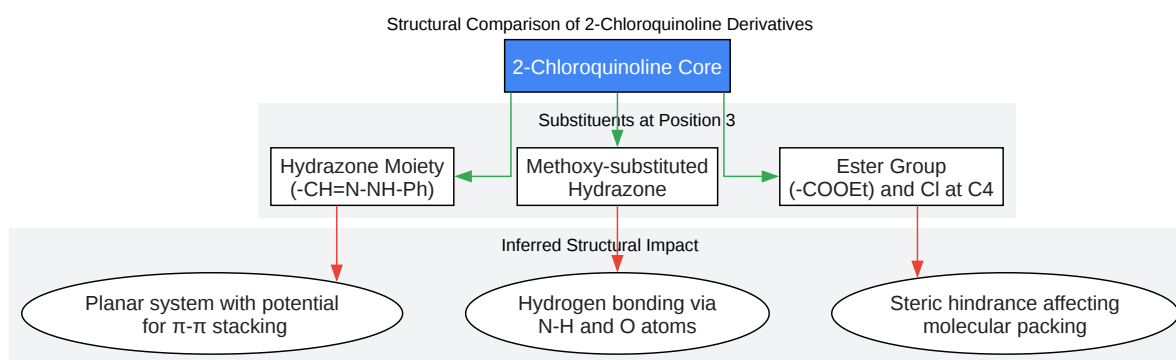 Structural Comparison of 2-Chloroquinoline Derivatives
2-Chloroquinoline Core
Substituents at Position 3
Hydrazone Moiety
(-CH=N-NH-Ph)
Methoxy-substituted
Hydrazone
Ester Group
(-COOEt) and Cl at C4
Inferred Structural Impact
Planar system with potential
for π-π stacking
Hydrogen bonding via
N-H and O atoms
Steric hindrance affecting
molecular packing